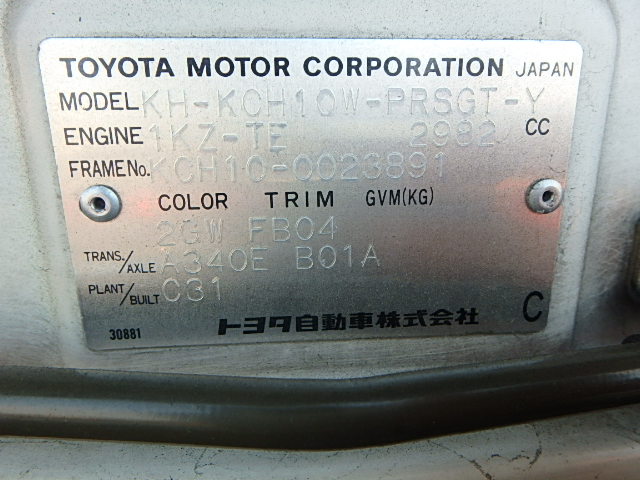 TOYOTA MOTOR CORPORATION JAPAN
MODEL KH-KCH10W-PRSGT-Y
ENGINE 1KZ-TE 2982 CC
FRAME No. KCH10-0023891
COLOR TRIM GVM(KG)
2GW FB04
TRANS./AXLE A340E B01A
PLANT/BUILT C31
30881 トヨタ自動車株式会社 C